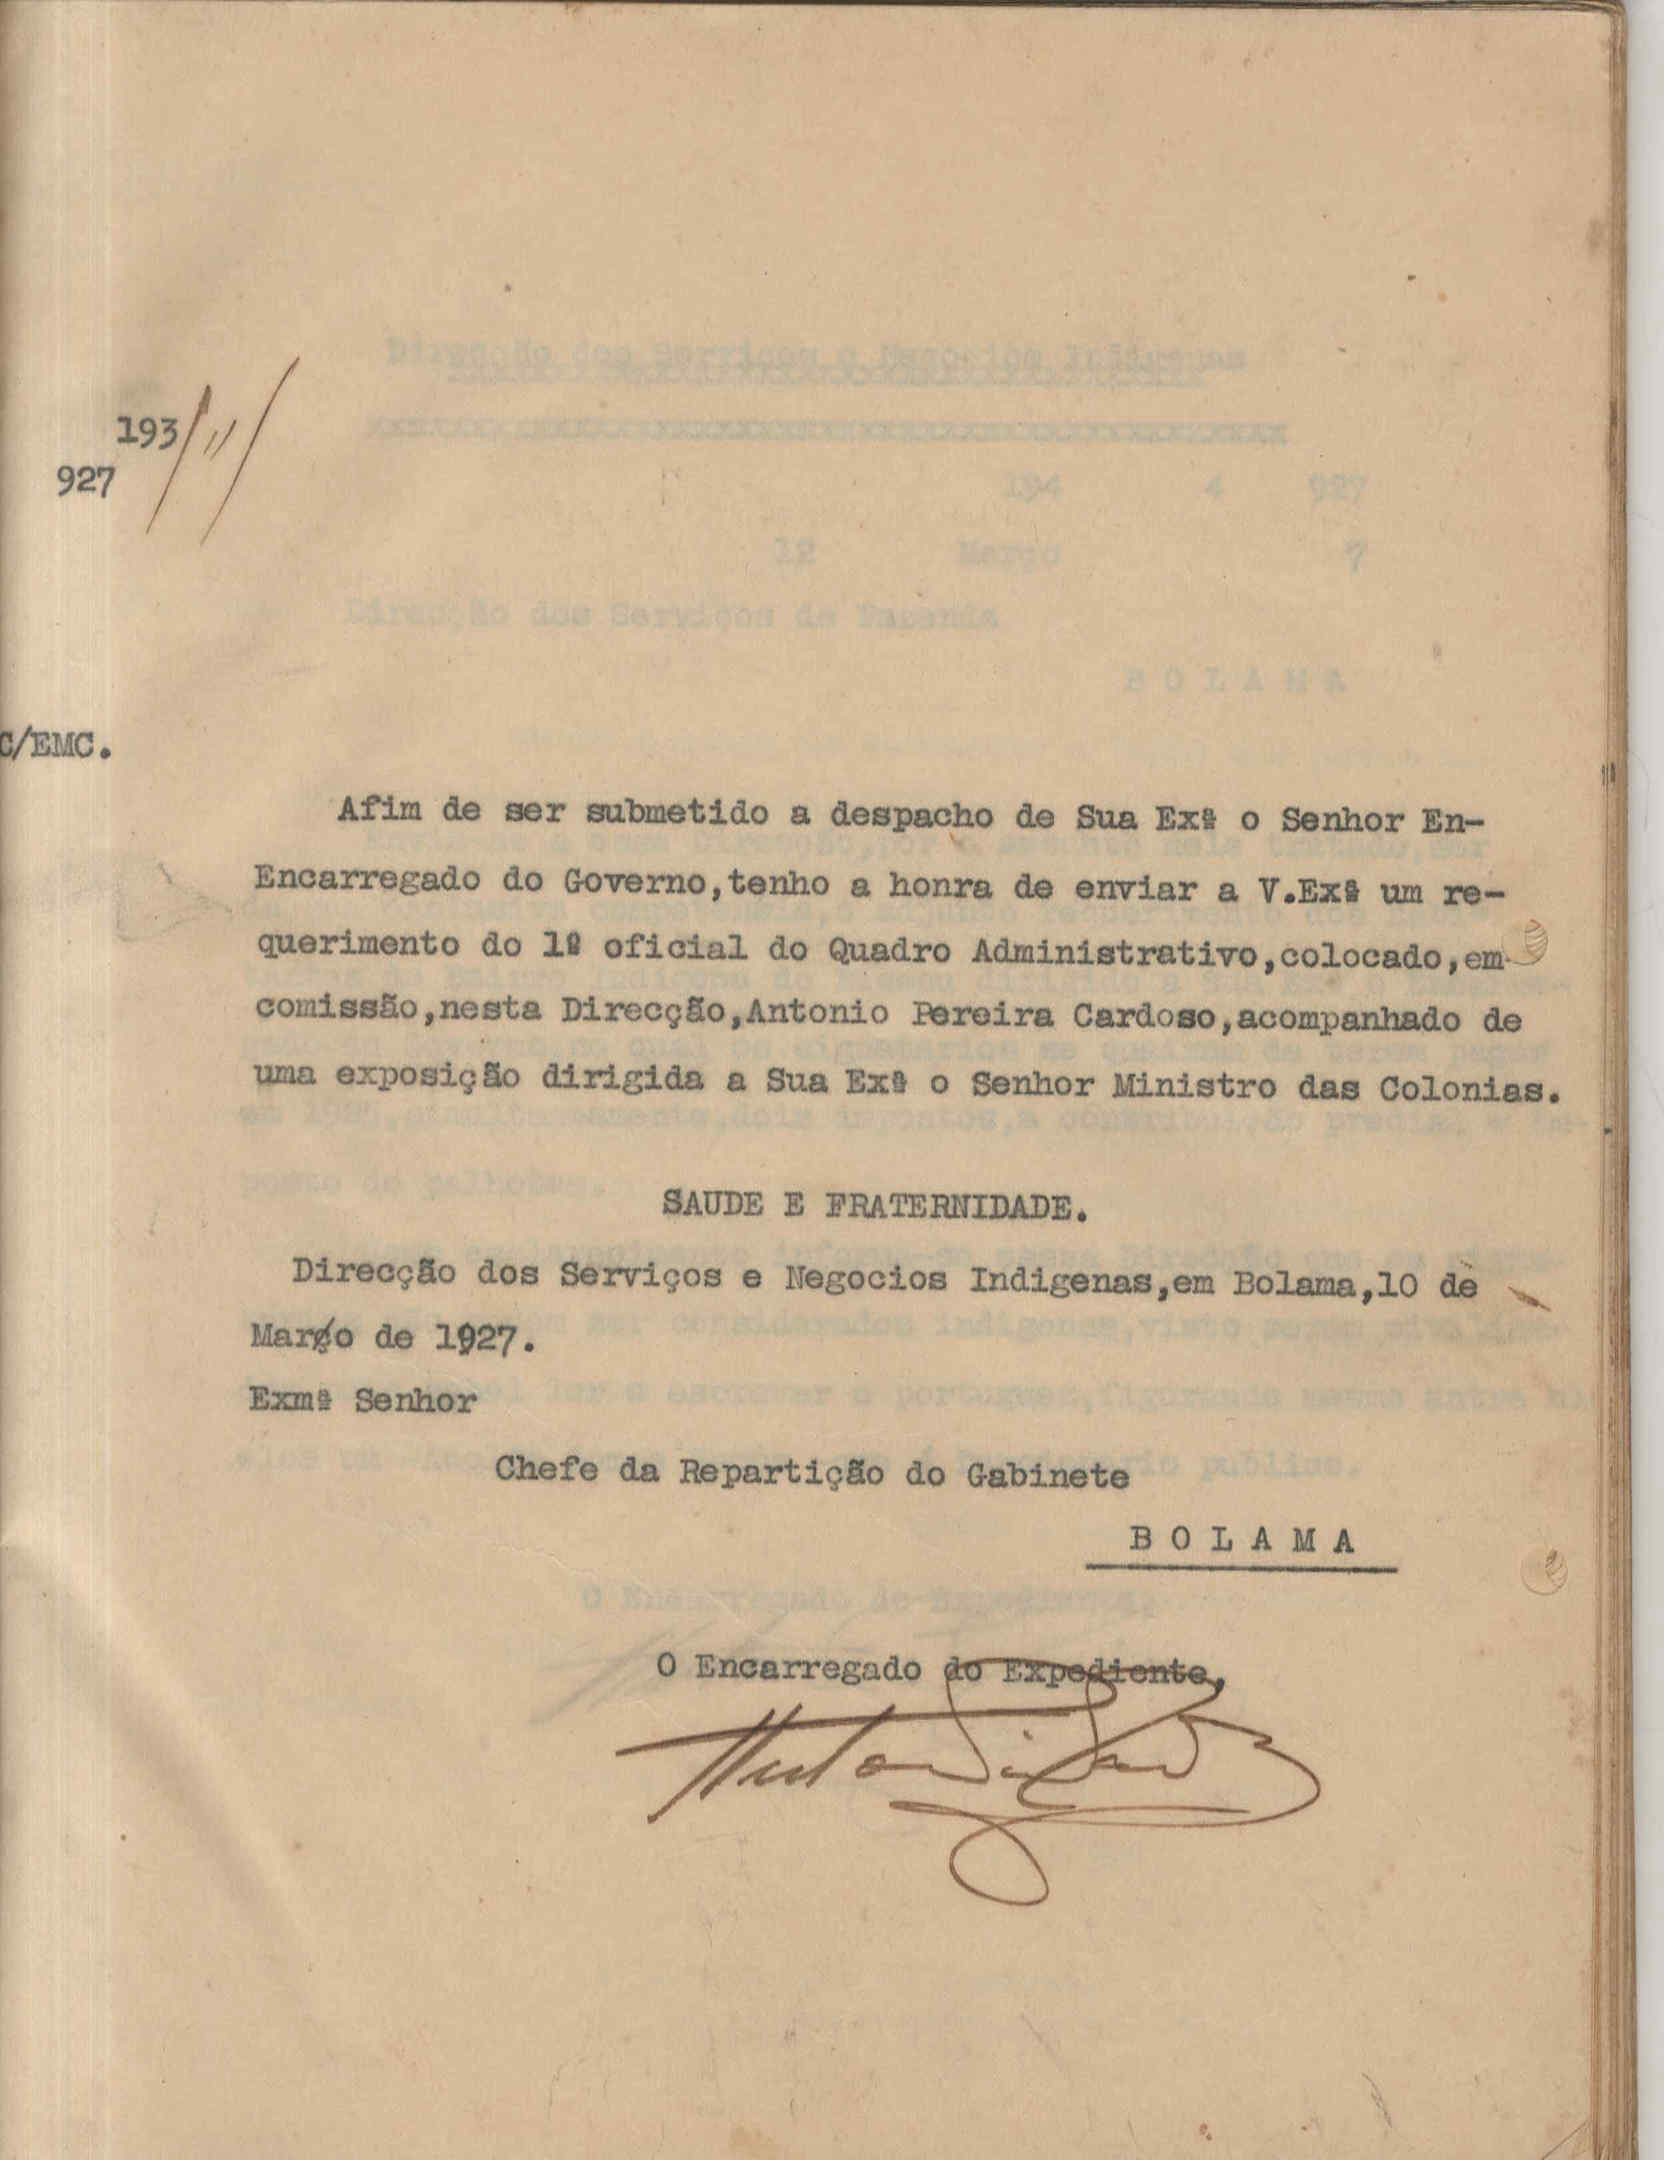 193
927
C/EMC.
Afim de ser submetido a despacho de Sua Exª o Senhor En-
Encarregado do Governo,tenho a honra de enviar a V.Exª um re-
querimento do 1º oficial do Quadro Administrativo,colocado,em
comissão,nesta Direcção,Antonio Pereira Cardoso,acompanhado de
uma exposição dirigida a Sua Exª o Senhor Ministro das Colonias.
SAUDE E FRATERNIDADE.
Direcção dos Serviços e Negocios Indigenas,em Bolama,10 de
Março de 1927.
Exmª Senhor
Chefe da Repartição do Gabinete
B O L A M A
O Encarregado do Expediente,